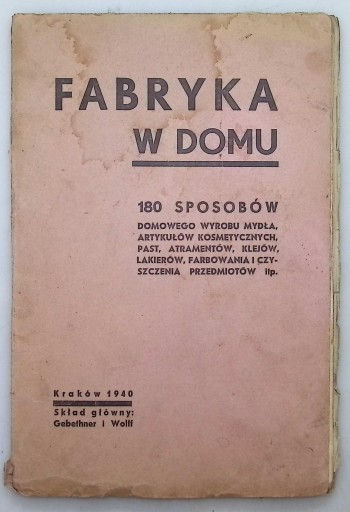 FABRYKA
W DOMU
180 SPOSOBÓW
DOMOWEGO WYROBU MYDŁA,
ARTYKUŁÓW KOSMETYCZNYCH,
PAST, ATRAMENTÓW, KLEJÓW,
LAKIERÓW, FARBOWANIA I CZY-
SZCZENIA PRZEDMIOTÓW itp.
Kraków 1940
Skład główny:
Gebethner i Wolff